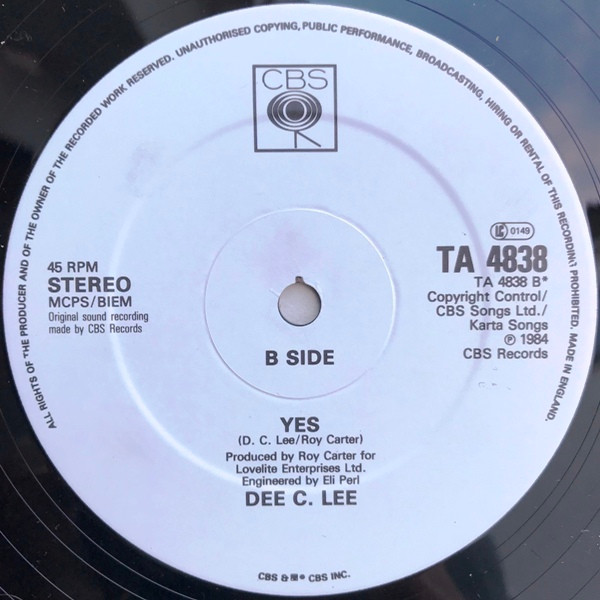 ALL RIGHTS OF THE PRODUCER AND OF THE OWNER OF THE RECORDED WORK RESERVED. UNAUTHORISED COPYING, PUBLIC PERFORMANCE, BROADCASTING, HIRING OR RENTAL OF THIS RECORDING PROHIBITED. MADE IN ENGLAND.
CBS
45 RPM
STEREO
MCPS/BIEM
Original sound recording
made by CBS Records
LC 0149
TA 4838
TA 4838 B*
Copyright Control/
CBS Songs Ltd./
Karta Songs
℗ 1984
CBS Records
B SIDE
YES
(D. C. Lee/Roy Carter)
Produced by Roy Carter for
Lovelite Enterprises Ltd.
Engineered by Eli Perl
DEE C. LEE
CBS & ® CBS INC.